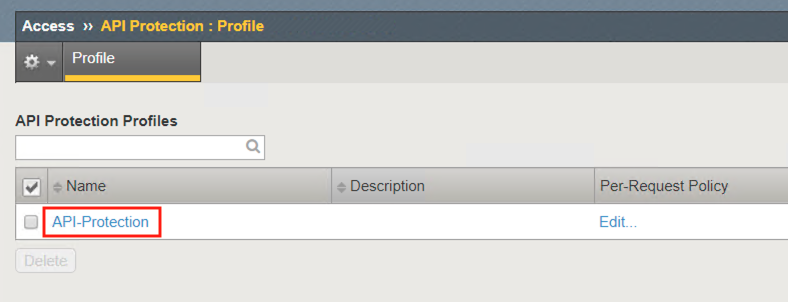 Access ›› API Protection : Profile
Profile
API Protection Profiles
Name Description Per-Request Policy
API-Protection Edit...
Delete